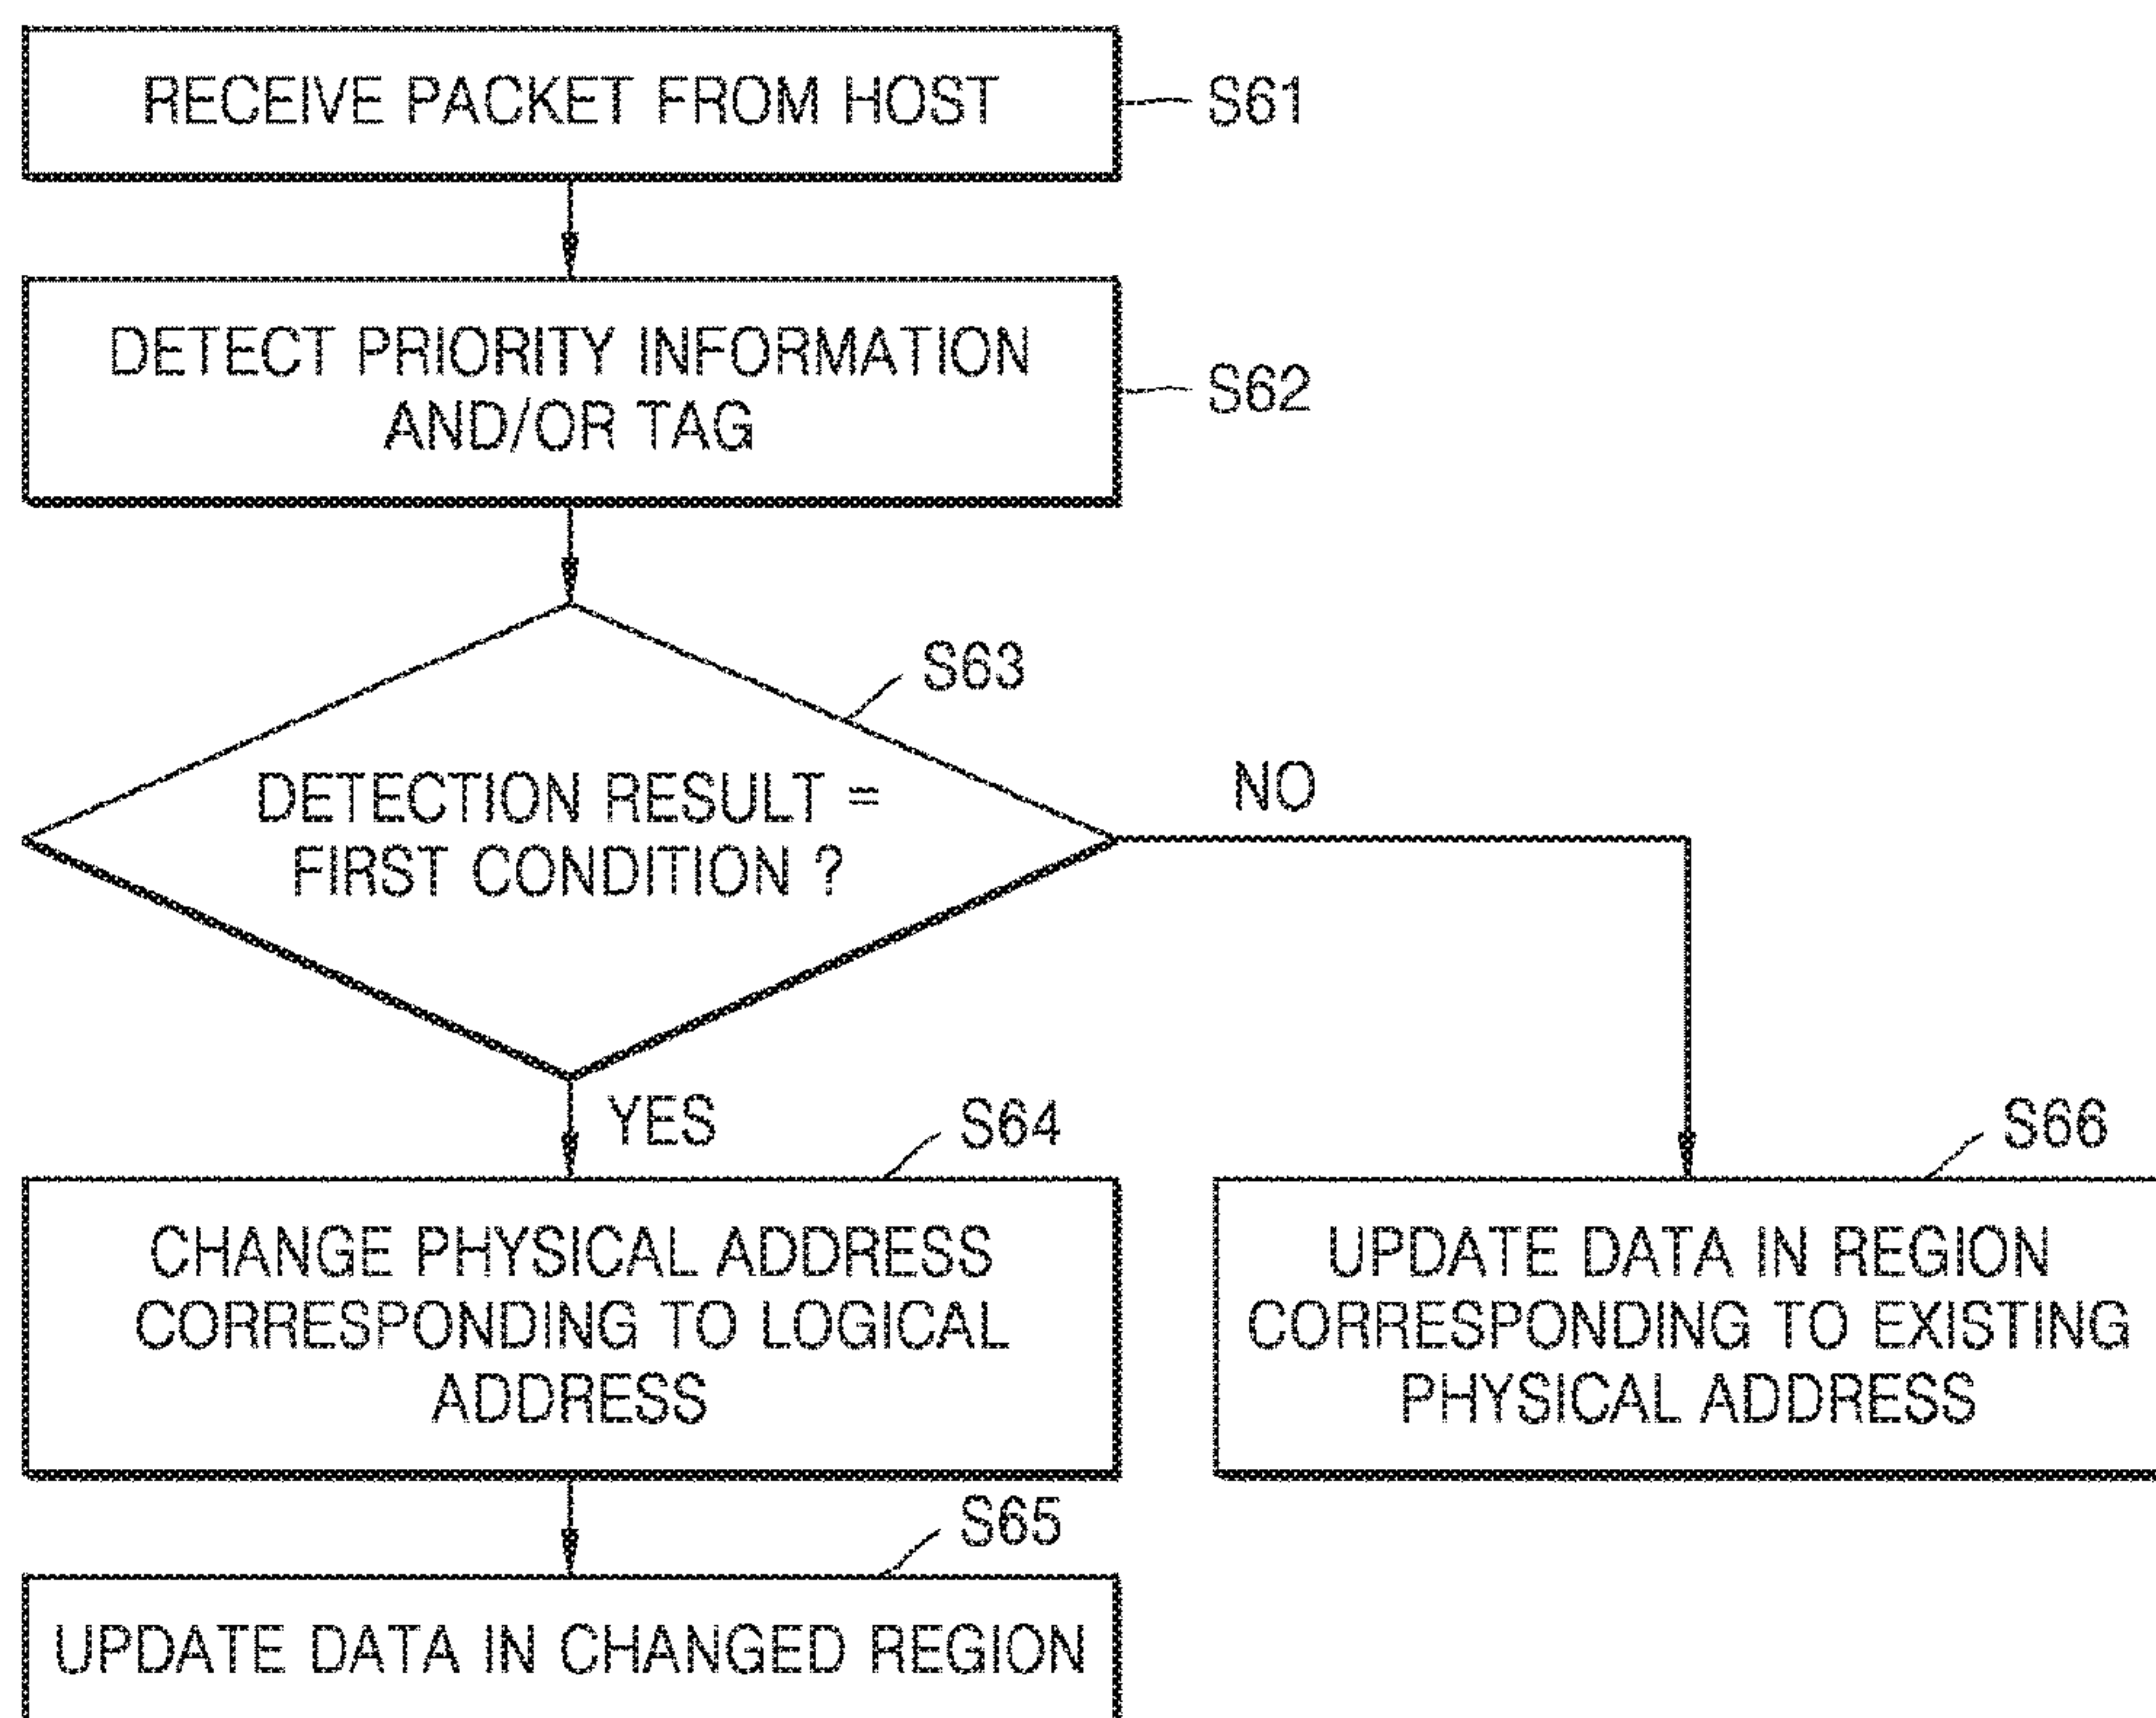 RECEIVE PACKET FROM HOST
S61
DETECT PRIORITY INFORMATION
AND/OR TAG
S62
S63
DETECTION RESULT =
FIRST CONDITION ?
NO
YES
S64
CHANGE PHYSICAL ADDRESS
CORRESPONDING TO LOGICAL
ADDRESS
S66
UPDATE DATA IN REGION
CORRESPONDING TO EXISTING
PHYSICAL ADDRESS
S65
UPDATE DATA IN CHANGED REGION